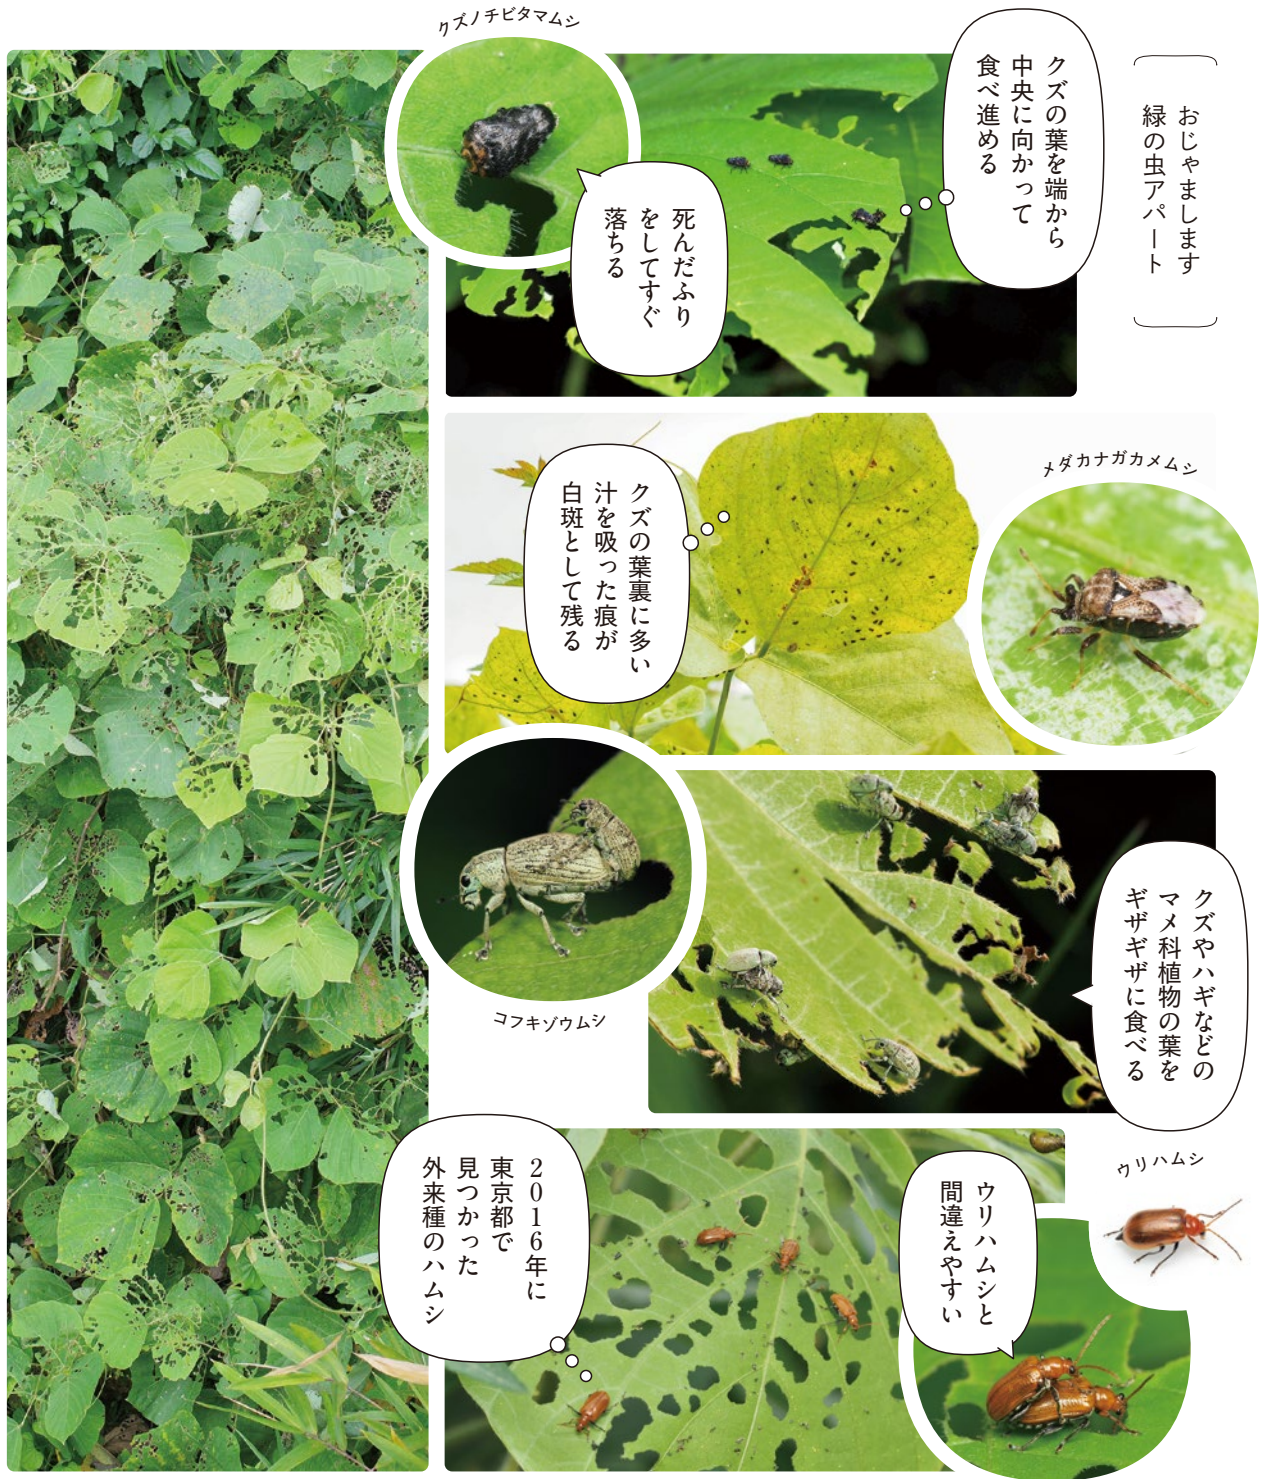 おじゃまします
緑の虫アパート
クズノチビタマムシ
クズの葉を端から
中央に向かって
食べ進める
死んだふり
をしてすぐ
落ちる
メダカナガカメムシ
クズの葉裏に多い
汁を吸った痕が
白斑として残る
コフキゾウムシ
クズやハギなどの
マメ科植物の葉を
ギザギザに食べる
ウリハムシ
ウリハムシと
間違えやすい
2016年に
東京都で
見つかった
外来種のハムシ